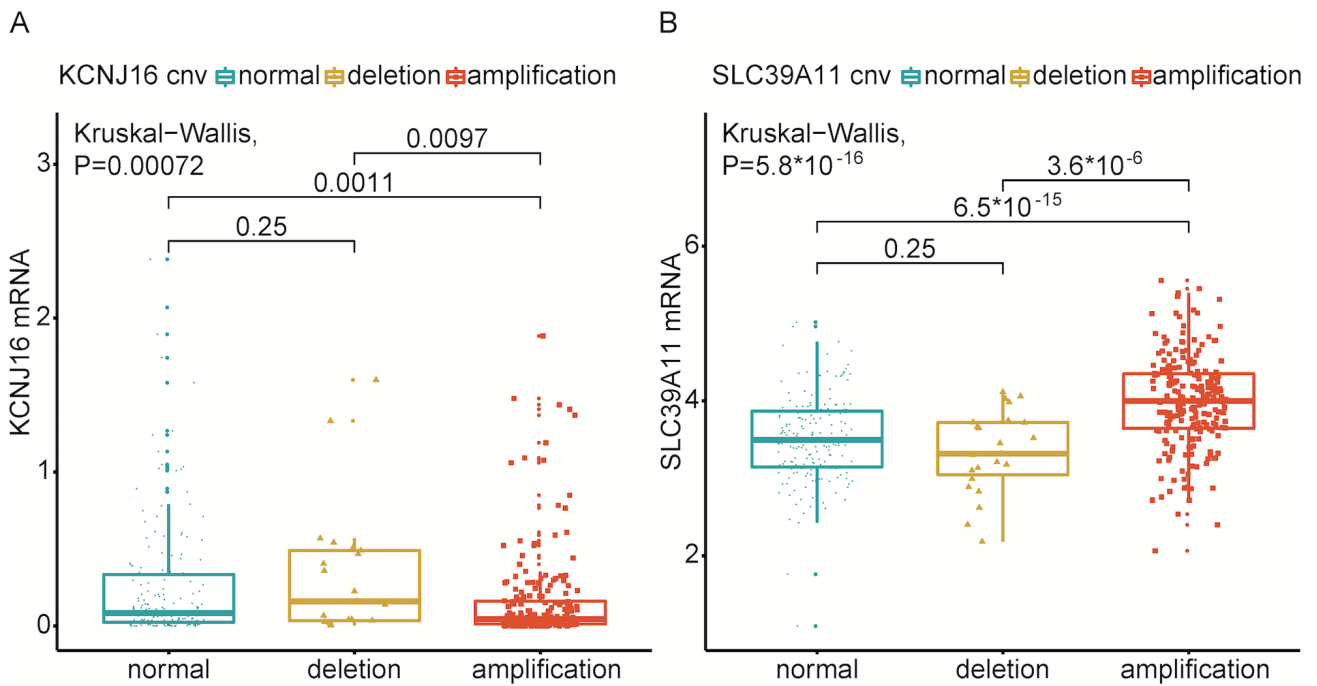 A
KCNJ16 cnv normal deletion amplification
Kruskal−Wallis,
P=0.00072
0.0097
0.0011
0.25
KCNJ16 mRNA
3
2
1
0
normal deletion amplification
B
SLC39A11 cnv normal deletion amplification
Kruskal−Wallis,
P=5.8*10⁻¹⁶
3.6*10⁻⁶
6.5*10⁻¹⁵
0.25
SLC39A11 mRNA
6
4
2
normal deletion amplification